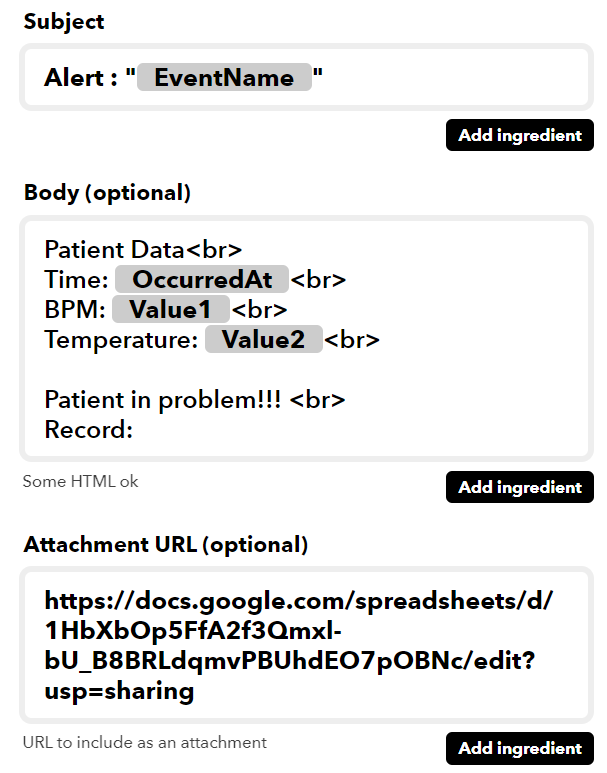 Subject
Alert : " EventName "
Add ingredient
Body (optional)
Patient Data<br>
Time: OccurredAt <br>
BPM: Value1 <br>
Temperature: Value2 <br>
Patient in problem!!! <br>
Record:
Some HTML ok
Add ingredient
Attachment URL (optional)
https://docs.google.com/spreadsheets/d/
1HbXbOp5FfA2f3Qmxl-
bU_B8BRLdqmvPBUhdEO7pOBNc/edit?
usp=sharing
URL to include as an attachment
Add ingredient